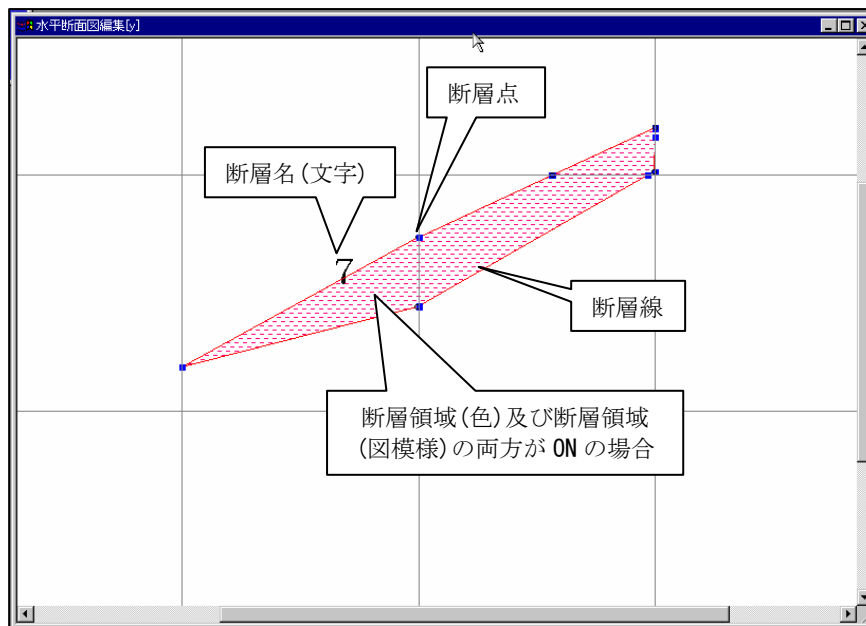 水平断面図編集[y]
断層点
断層名(文字)
7
断層線
断層領域(色)及び断層領域
(図模様)の両方が ON の場合